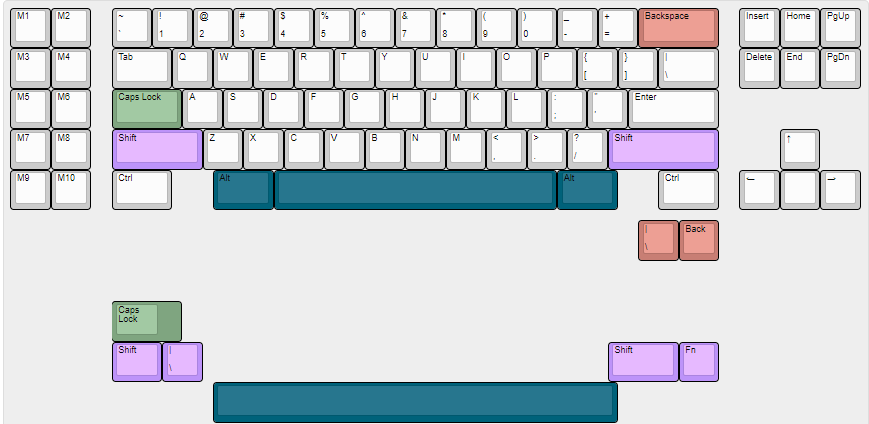 M1 M2 ~ ! @ # $ % ^ & * ( ) _ + Backspace Insert Home PgUp
` 1 2 3 4 5 6 7 8 9 0 - =
M3 M4 Tab Q W E R T Y U I O P { } | Delete End PgDn
[ ] \
M5 M6 Caps Lock A S D F G H J K L : " Enter
; '
M7 M8 Shift Z X C V B N M < > ? Shift ↑
, . /
M9 M10 Ctrl Alt Alt Ctrl ← →
| Back
\
Caps
Lock
Shift | Shift Fn
\